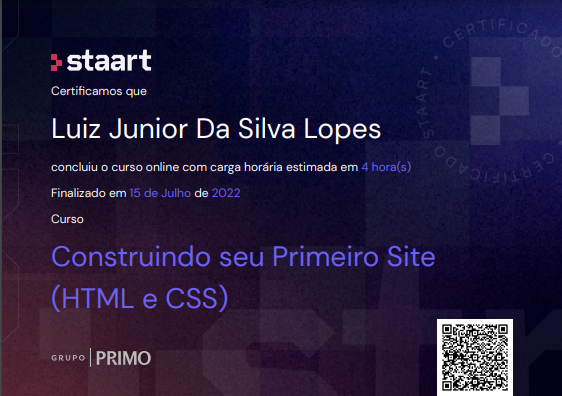 staart
Certificamos que
Luiz Junior Da Silva Lopes
concluiu o curso online com carga horária estimada em 4 hora(s)
Finalizado em 15 de Julho de 2022
Curso
Construindo seu Primeiro Site
(HTML e CSS)
GRUPO PRIMO
CERTIFICADO STAART • CERTIFICADO